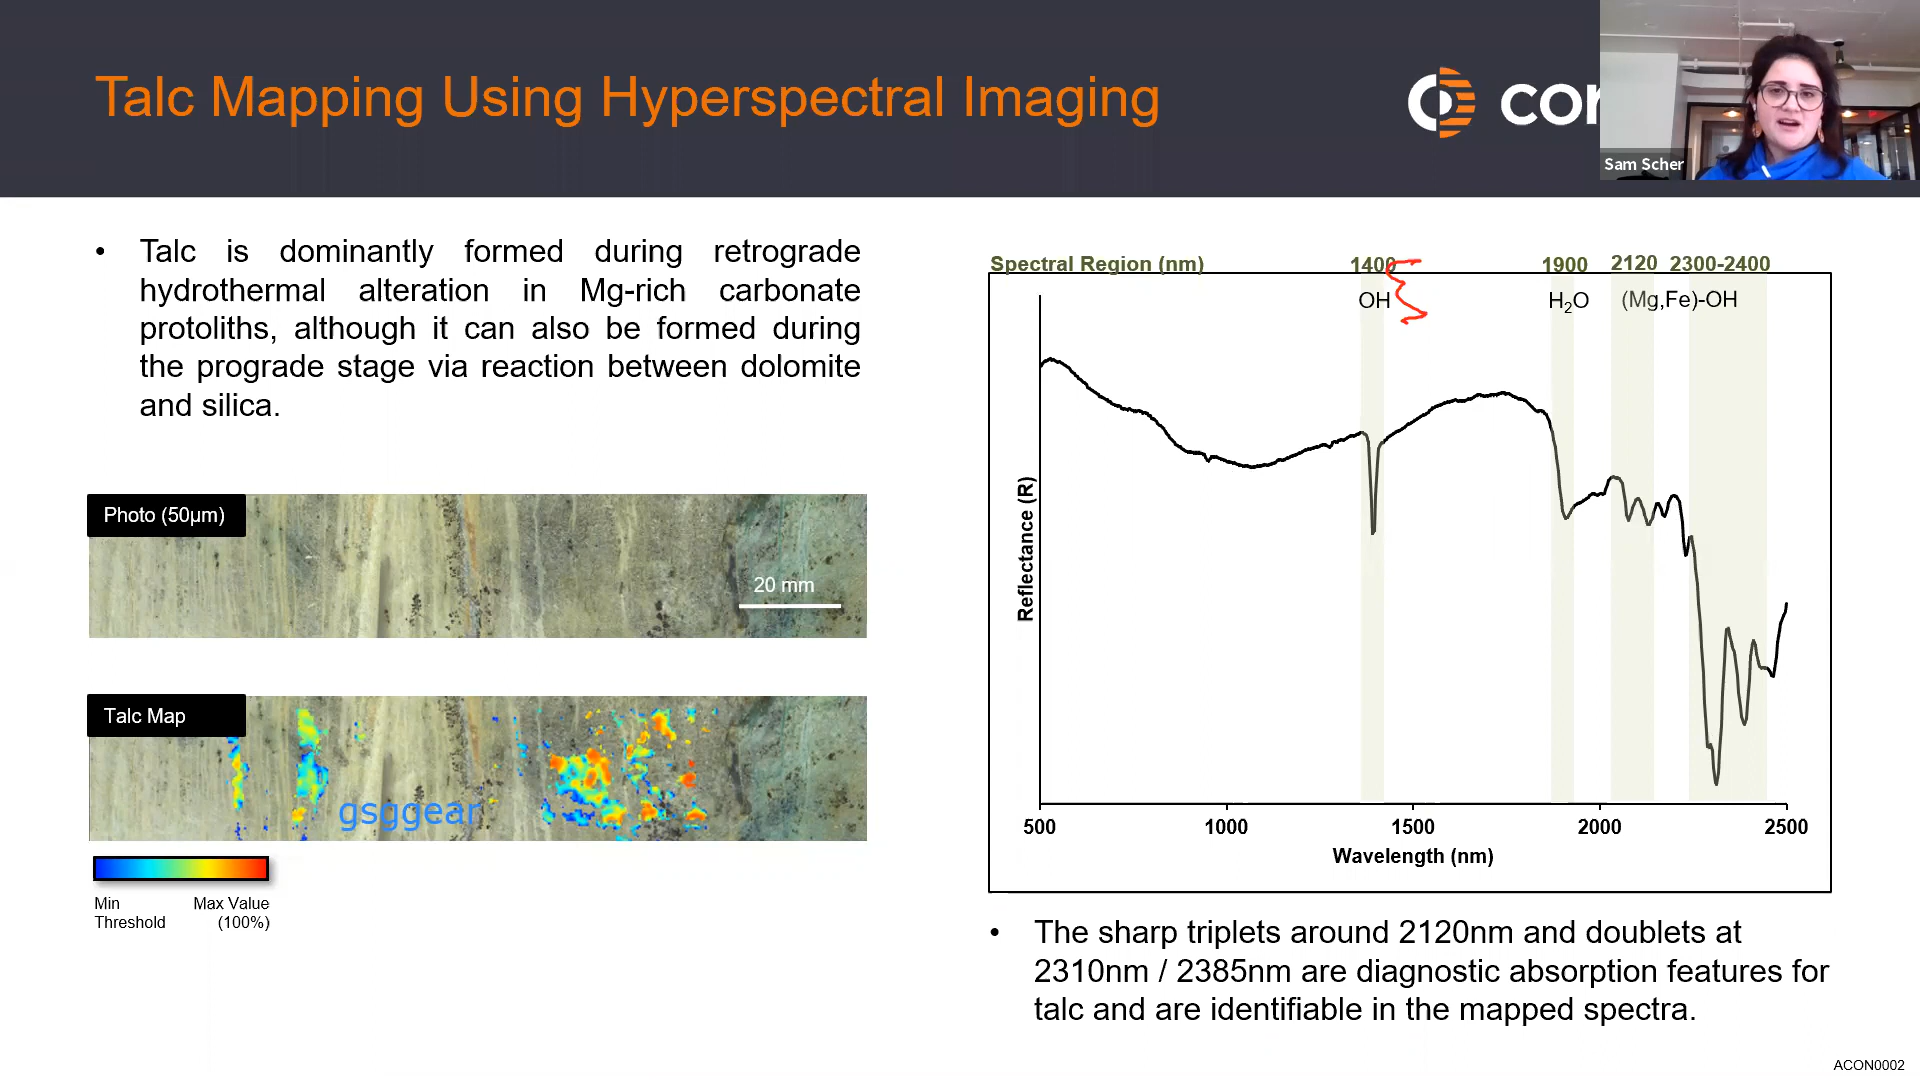 Talc Mapping Using Hyperspectral Imaging
Sam Scher
• Talc is dominantly formed during retrograde
hydrothermal alteration in Mg-rich carbonate
protoliths, although it can also be formed during
the prograde stage via reaction between dolomite
and silica.
Photo (50µm)
20 mm
Talc Map
gsggear
Min Threshold
Max Value (100%)
Spectral Region (nm) 1400 1900 2120 2300-2400
OH H₂O (Mg,Fe)-OH
Reflectance (R)
500 1000 1500 2000 2500
Wavelength (nm)
• The sharp triplets around 2120nm and doublets at
2310nm / 2385nm are diagnostic absorption features for
talc and are identifiable in the mapped spectra.
ACON0002